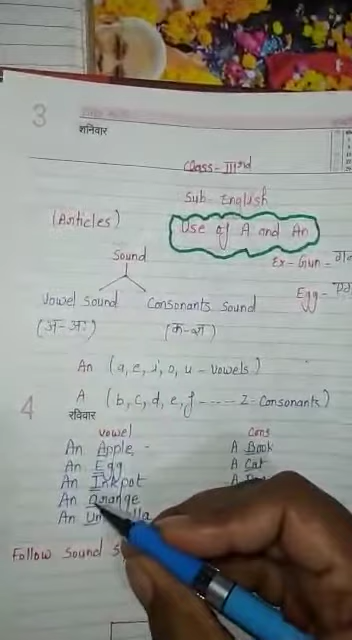 3
शनिवार
Class-IIIrd
Sub English
(Articles)
Use of A and An
Sound
Ex-Gun-
Vowel Sound Consonants Sound
Egg-
(अ-अः) (क-ज्ञ)
An (a, e, i, o, u - Vowels)
A (b, c, d, e, f ----- Z-Consonants)
4
रविवार
Vowel Cons
An Apple -
A Book
An Egg
A Cat
An Inkpot
A
An Orange
An
Follow Sound